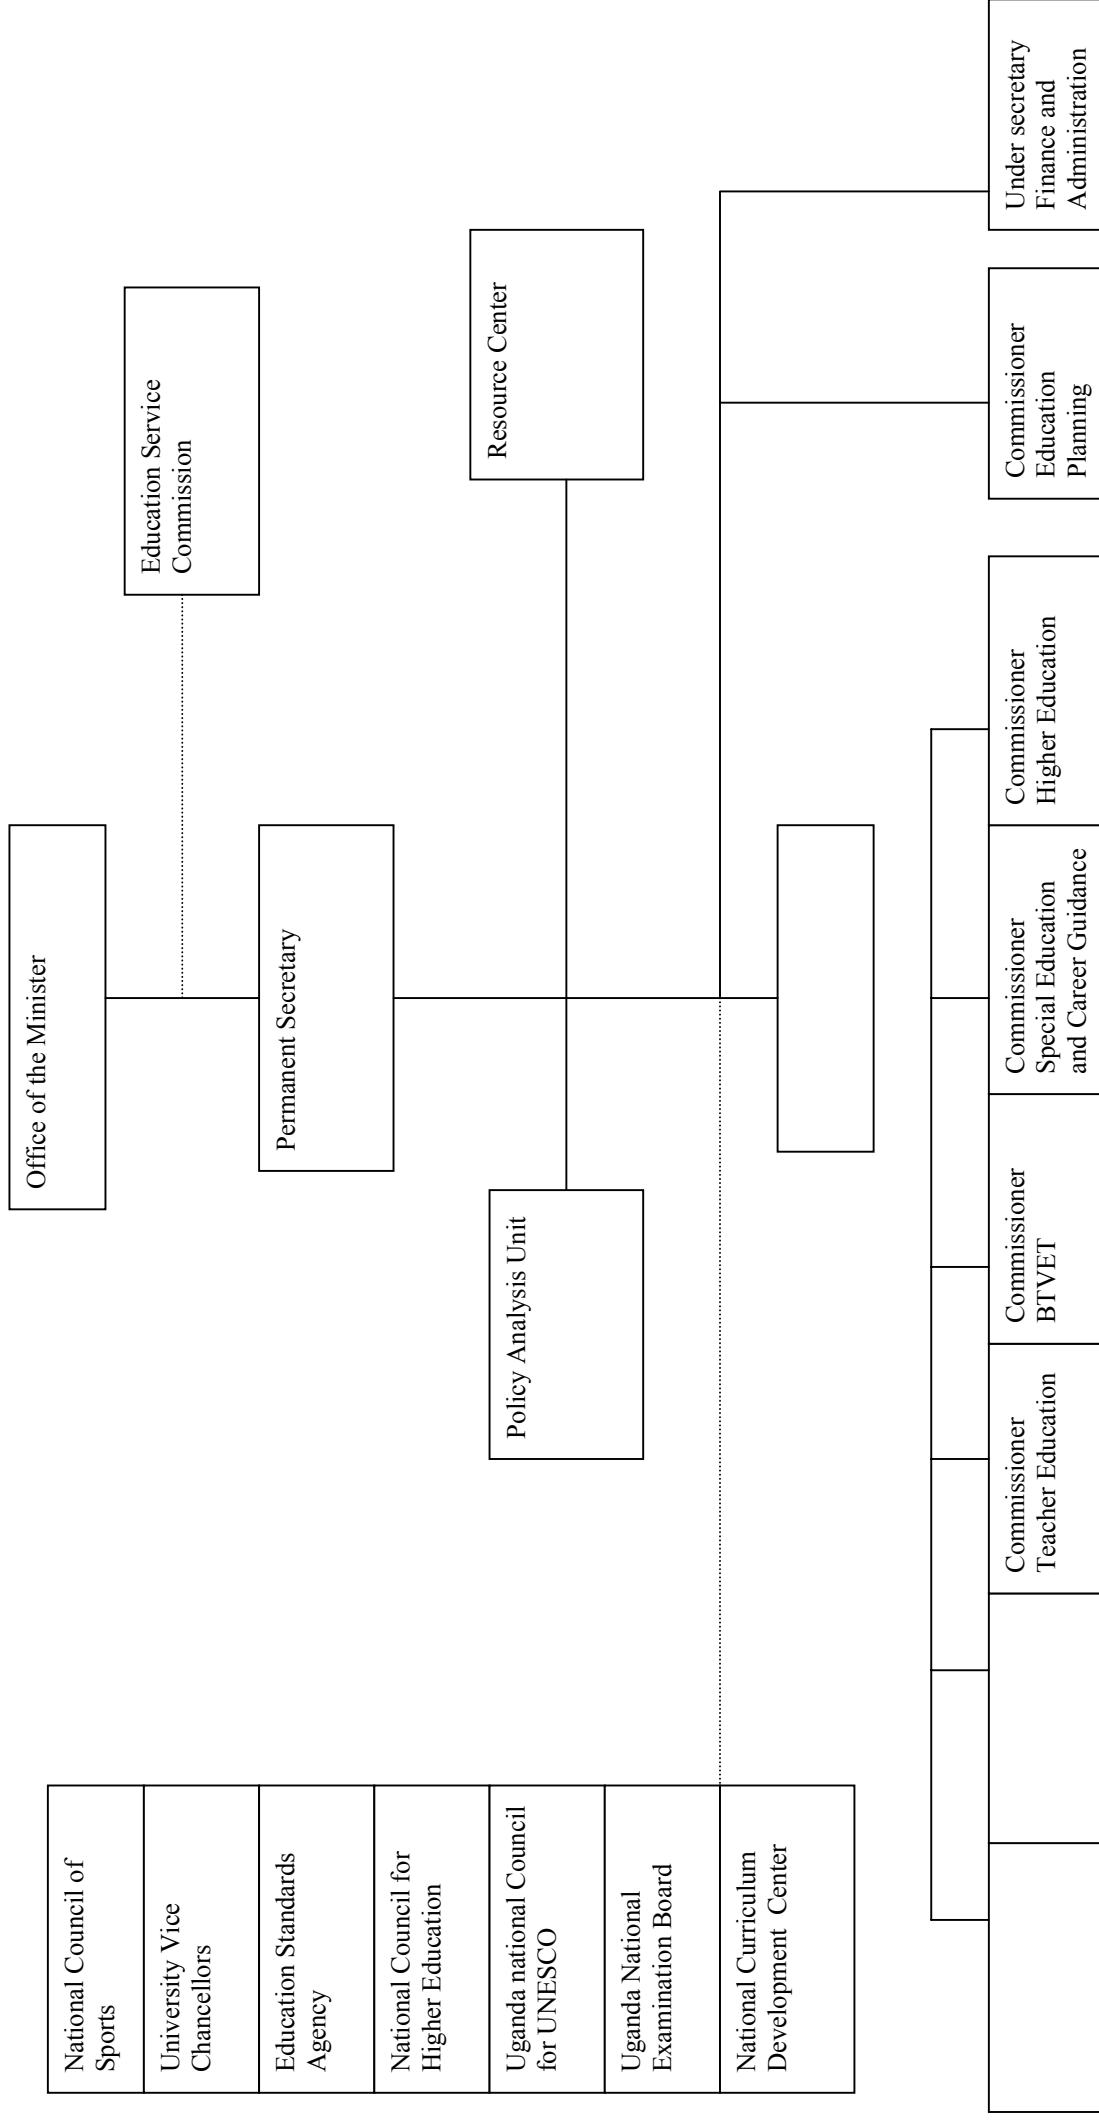 Office of the Minister
Education Service
Commission
Permanent Secretary
National Council of
Sports
University Vice
Chancellors
Education Standards
Agency
National Council for
Higher Education
Uganda national Council
for UNESCO
Uganda National
Examination Board
National Curriculum
Development Center
Policy Analysis Unit
Resource Center
Commissioner
Teacher Education
Commissioner
BTVET
Commissioner
Special Education
and Career Guidance
Commissioner
Higher Education
Commissioner
Education
Planning
Under secretary
Finance and
Administration